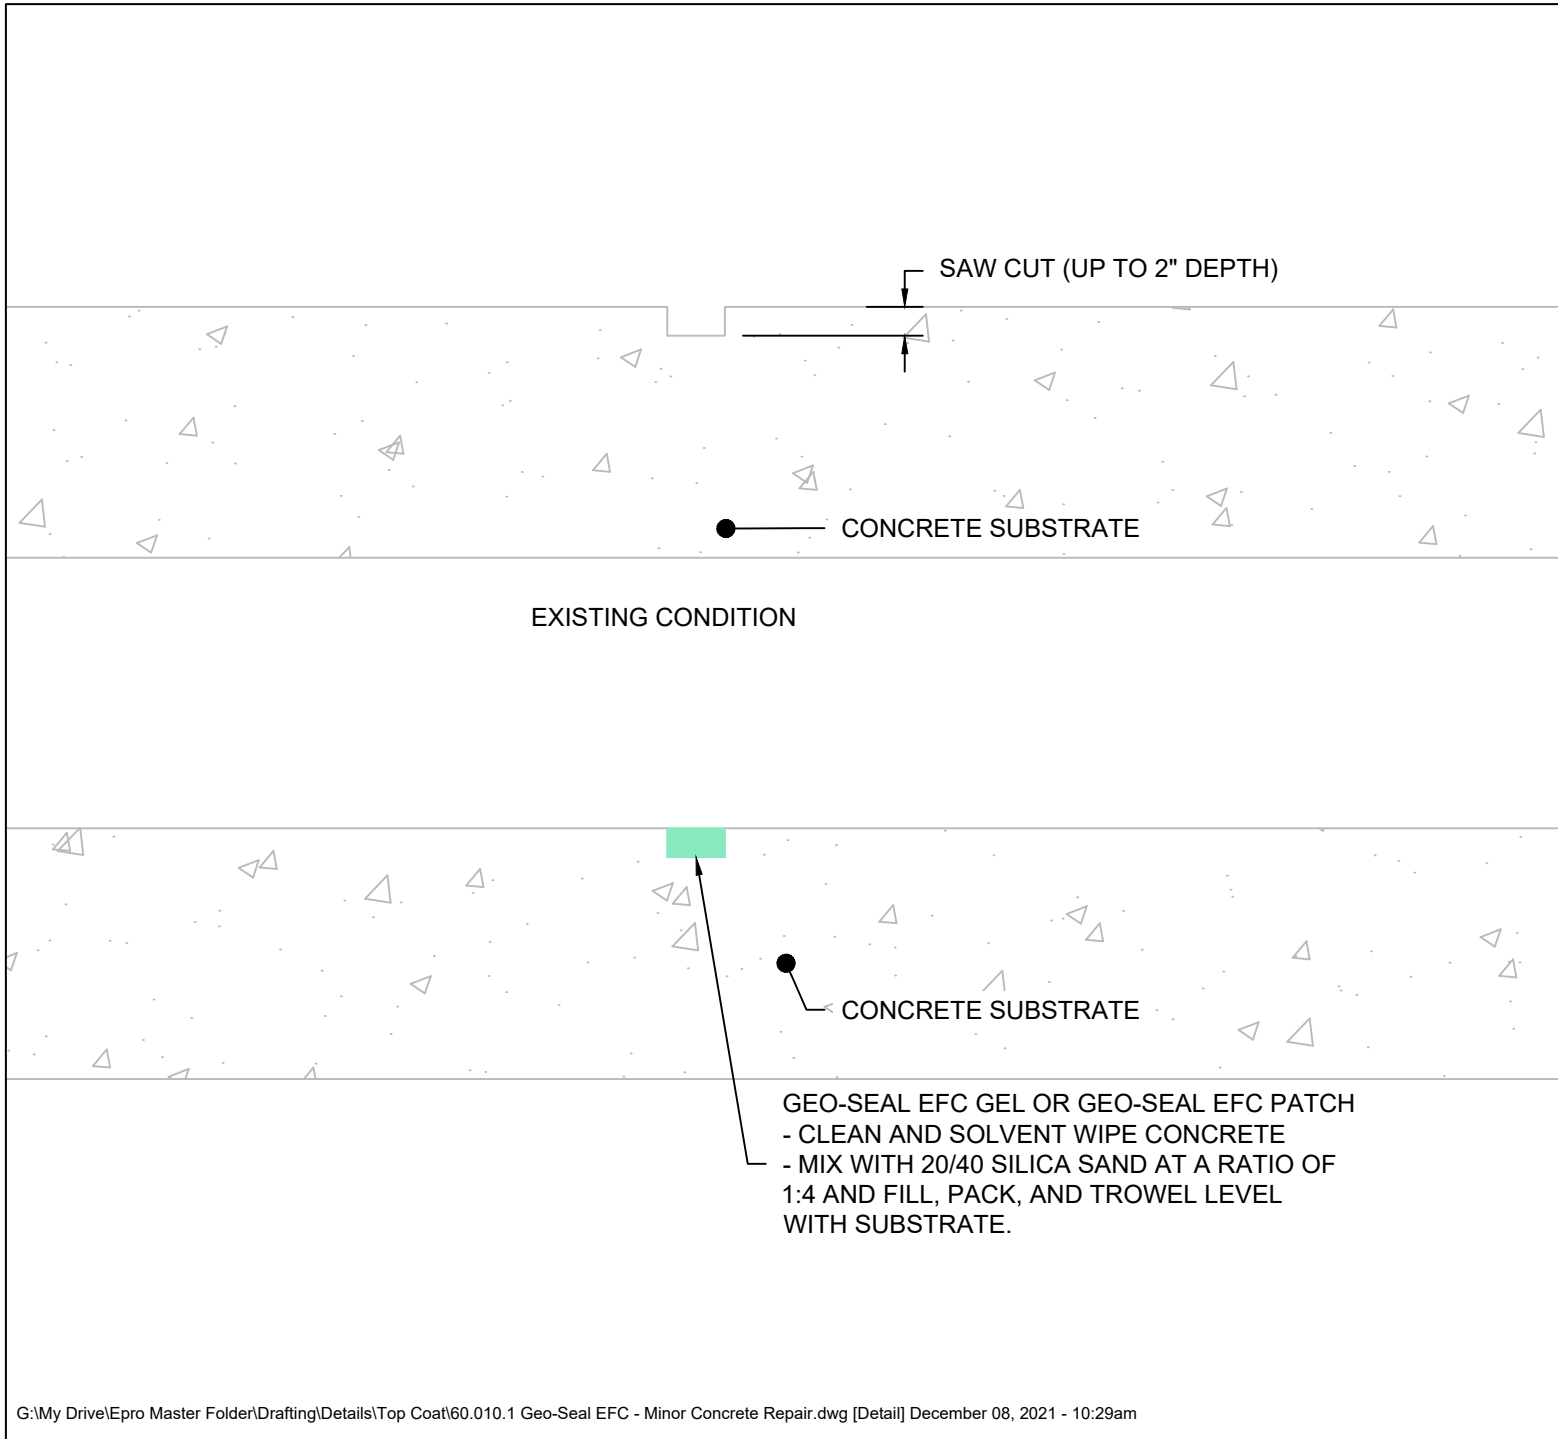 SAW CUT (UP TO 2" DEPTH)
CONCRETE SUBSTRATE
EXISTING CONDITION
CONCRETE SUBSTRATE
GEO-SEAL EFC GEL OR GEO-SEAL EFC PATCH
- CLEAN AND SOLVENT WIPE CONCRETE
- MIX WITH 20/40 SILICA SAND AT A RATIO OF
1:4 AND FILL, PACK, AND TROWEL LEVEL
WITH SUBSTRATE.
G:\My Drive\Epro Master Folder\Drafting\Details\Top Coat\60.010.1 Geo-Seal EFC - Minor Concrete Repair.dwg [Detail] December 08, 2021 - 10:29am